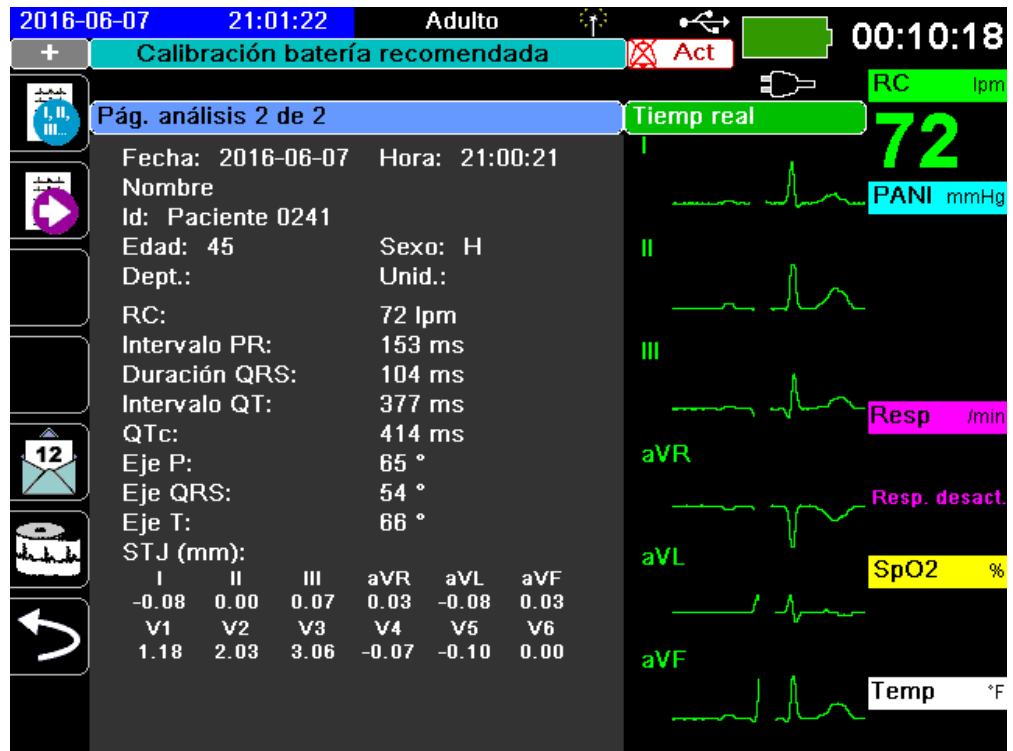 2016-06-07 21:01:22 Adulto
00:10:18
+ Calibración batería recomendada Act
I, II, III...
12
Pág. análisis 2 de 2
Fecha: 2016-06-07 Hora: 21:00:21
Nombre
Id: Paciente 0241
Edad: 45 Sexo: H
Dept.: Unid.:
RC: 72 lpm
Intervalo PR: 153 ms
Duración QRS: 104 ms
Intervalo QT: 377 ms
QTc: 414 ms
Eje P: 65 °
Eje QRS: 54 °
Eje T: 66 °
STJ (mm):
I II III aVR aVL aVF
-0.08 0.00 0.07 0.03 -0.08 0.03
V1 V2 V3 V4 V5 V6
1.18 2.03 3.06 -0.07 -0.10 0.00
Tiemp real
I
II
III
aVR
aVL
aVF
RC lpm
72
PANI mmHg
Resp /min
Resp. desact.
SpO2 %
Temp °F